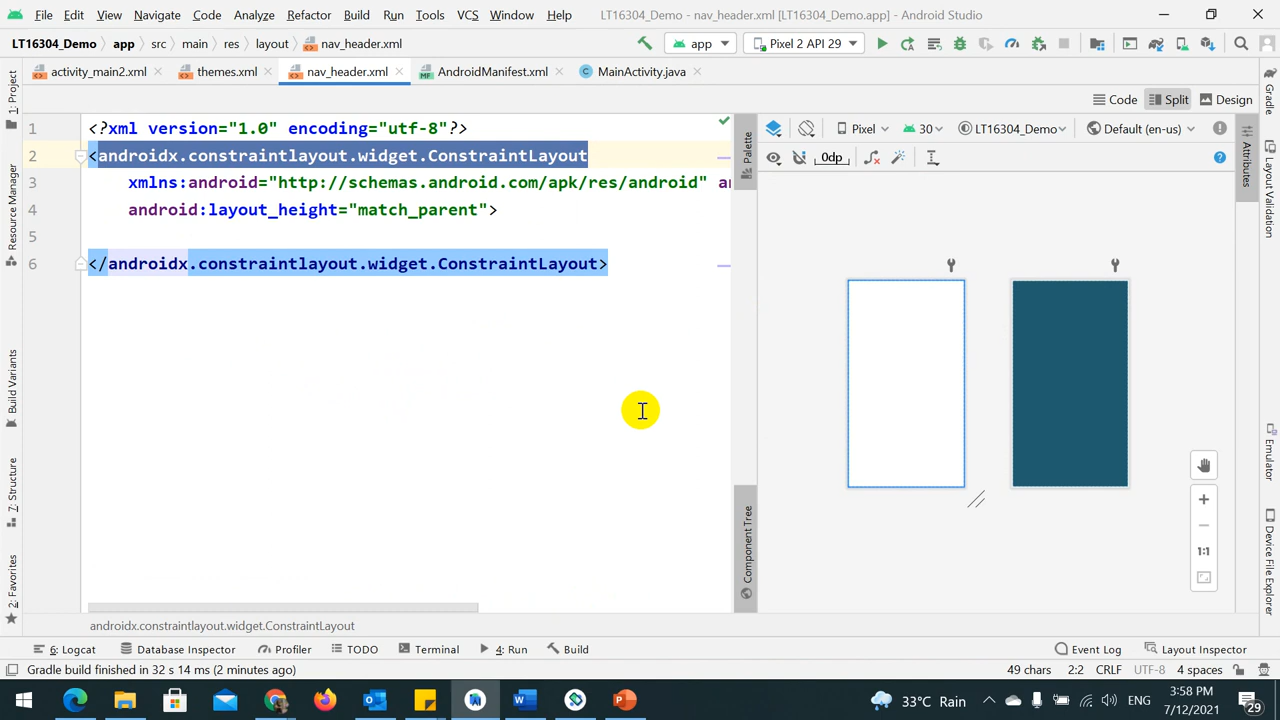 File Edit View Navigate Code Analyze Refactor Build Run Tools VCS Window Help LT16304_Demo - nav_header.xml [LT16304_Demo.app] - Android Studio
LT16304_Demo app src main res layout nav_header.xml app Pixel 2 API 29
activity_main2.xml themes.xml nav_header.xml AndroidManifest.xml MainActivity.java
Code Split Design
1 <?xml version="1.0" encoding="utf-8"?>
2 <androidx.constraintlayout.widget.ConstraintLayout
3 xmlns:android="http://schemas.android.com/apk/res/android" an
4 android:layout_height="match_parent">
5
6 </androidx.constraintlayout.widget.ConstraintLayout>
Pixel 30 LT16304_Demo Default (en-us)
0dp
1:1
androidx.constraintlayout.widget.ConstraintLayout
1: Project
Resource Manager
Build Variants
7: Structure
2: Favorites
Palette
Component Tree
Attributes
Gradle
Layout Validation
Emulator
Device File Explorer
6: Logcat Database Inspector Profiler TODO Terminal 4: Run Build Event Log Layout Inspector
Gradle build finished in 32 s 14 ms (2 minutes ago) 49 chars 2:2 CRLF UTF-8 4 spaces
33°C Rain ENG 3:58 PM
7/12/2021
29